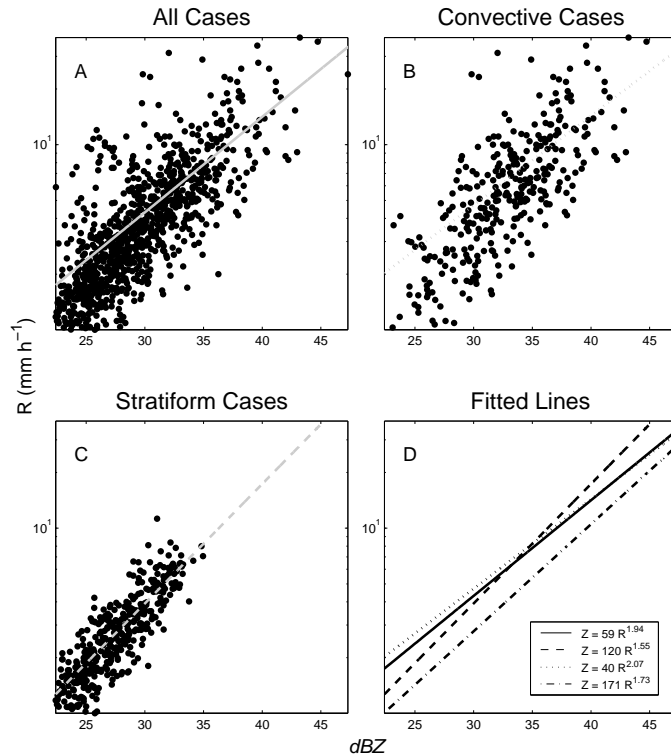 All Cases
Convective Cases
A
B
10¹
10¹
25 30 35 40 45
25 30 35 40 45
R (mm h⁻¹)
Stratiform Cases
Fitted Lines
C
D
10¹
10¹
Z = 59 R^1.94
Z = 120 R^1.55
Z = 40 R^2.07
Z = 171 R^1.73
25 30 35 40 45
25 30 35 40 45
dBZ